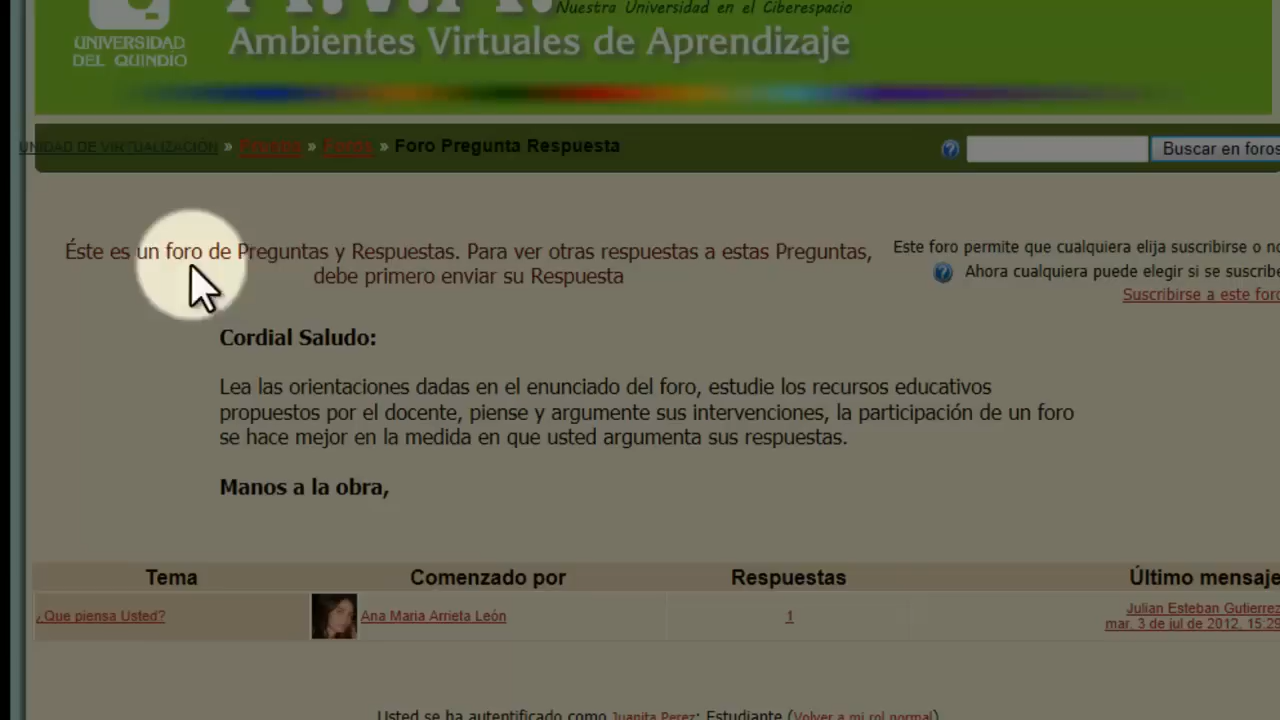 Nuestra Universidad en el Ciberespacio
UNIVERSIDAD
DEL QUINDIO
Ambientes Virtuales de Aprendizaje
UNIDAD DE VIRTUALIZACIÓN » » Foros » Foro Pregunta Respuesta
Buscar en foros
Éste es un foro de Preguntas y Respuestas. Para ver otras respuestas a estas Preguntas,
debe primero enviar su Respuesta
Este foro permite que cualquiera elija suscribirse o no
Ahora cualquiera puede elegir si se suscribe
Suscribirse a este foro
Cordial Saludo:
Lea las orientaciones dadas en el enunciado del foro, estudie los recursos educativos
propuestos por el docente, piense y argumente sus intervenciones, la participación de un foro
se hace mejor en la medida en que usted argumenta sus respuestas.
Manos a la obra,
Tema Comenzado por Respuestas Último mensaje
¿Que piensa Usted? Ana Maria Arrieta León 1 Julian Esteban Gutierrez
mar, 3 de jul de 2012, 15:29
Usted se ha autentificado como Juanita Perez: Estudiante (Volver a mi rol normal)